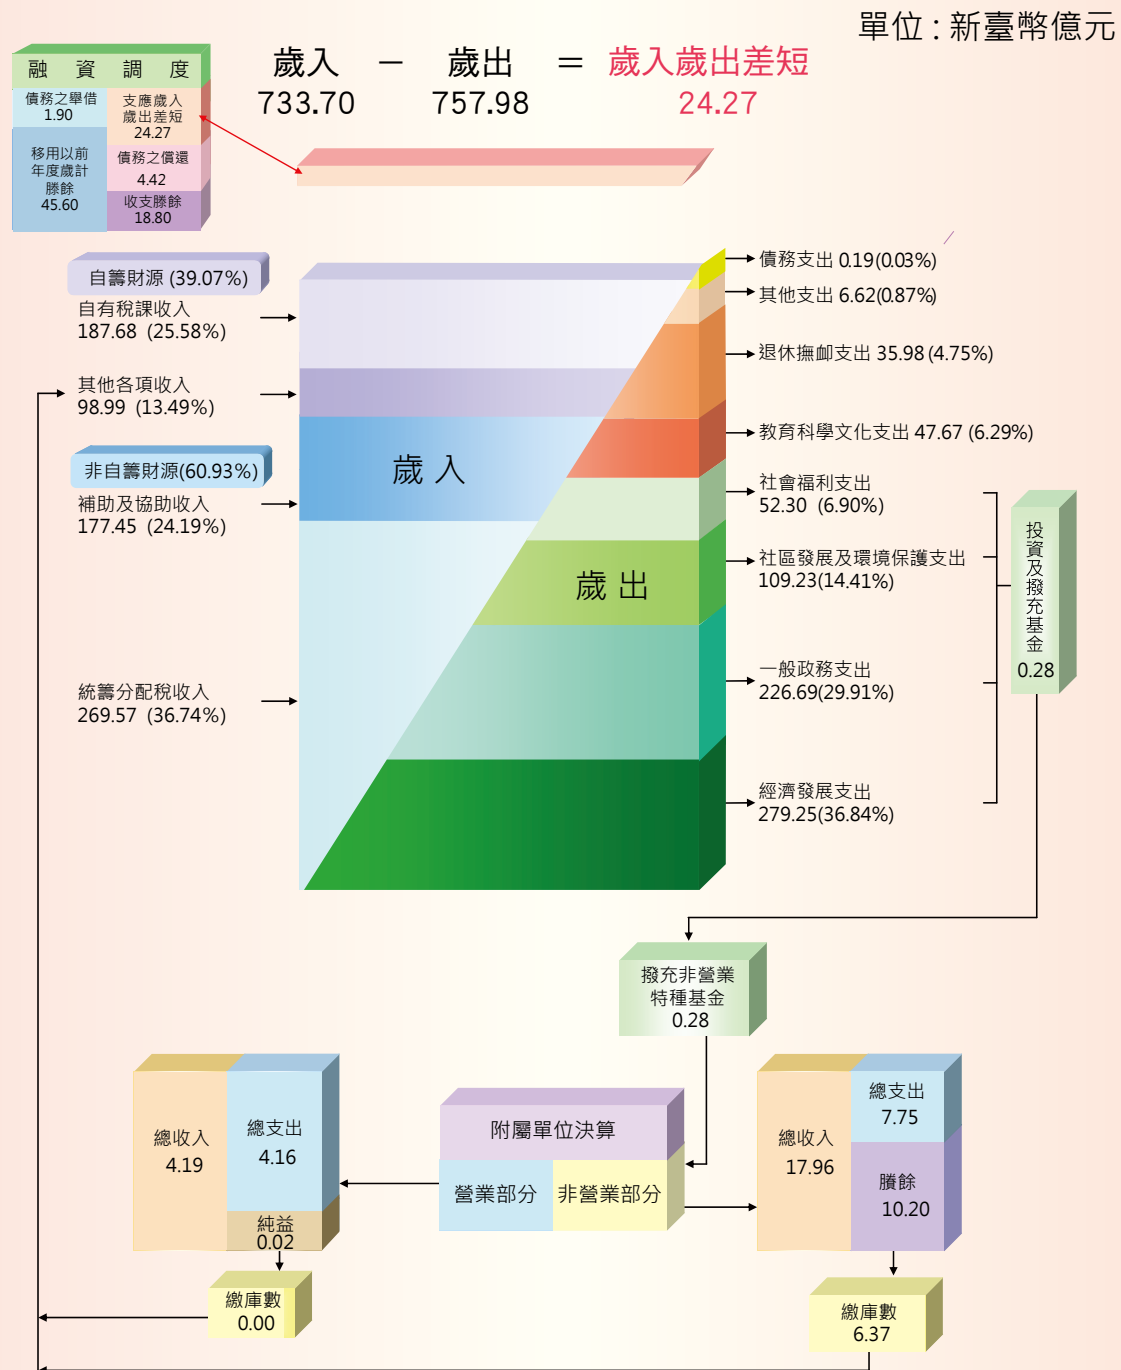 單位：新臺幣億元
歲入 － 歲出 ＝ 歲入歲出差短
733.70 757.98 24.27
融資調度
債務之舉借
1.90
移用以前
年度歲計
賸餘
45.60
支應歲入
歲出差短
24.27
債務之償還
4.42
收支賸餘
18.80
自籌財源 (39.07%)
自有稅課收入
187.68 (25.58%)
其他各項收入
98.99 (13.49%)
非自籌財源(60.93%)
補助及協助收入
177.45 (24.19%)
統籌分配稅收入
269.57 (36.74%)
歲入
歲出
債務支出 0.19(0.03%)
其他支出 6.62(0.87%)
退休撫卹支出 35.98 (4.75%)
教育科學文化支出 47.67 (6.29%)
社會福利支出
52.30 (6.90%)
社區發展及環境保護支出
109.23(14.41%)
一般政務支出
226.69(29.91%)
經濟發展支出
279.25(36.84%)
投資及撥充基金
0.28
撥充非營業
特種基金
0.28
附屬單位決算
營業部分
非營業部分
總收入
4.19
總支出
4.16
純益
0.02
繳庫數
0.00
總收入
17.96
總支出
7.75
賸餘
10.20
繳庫數
6.37